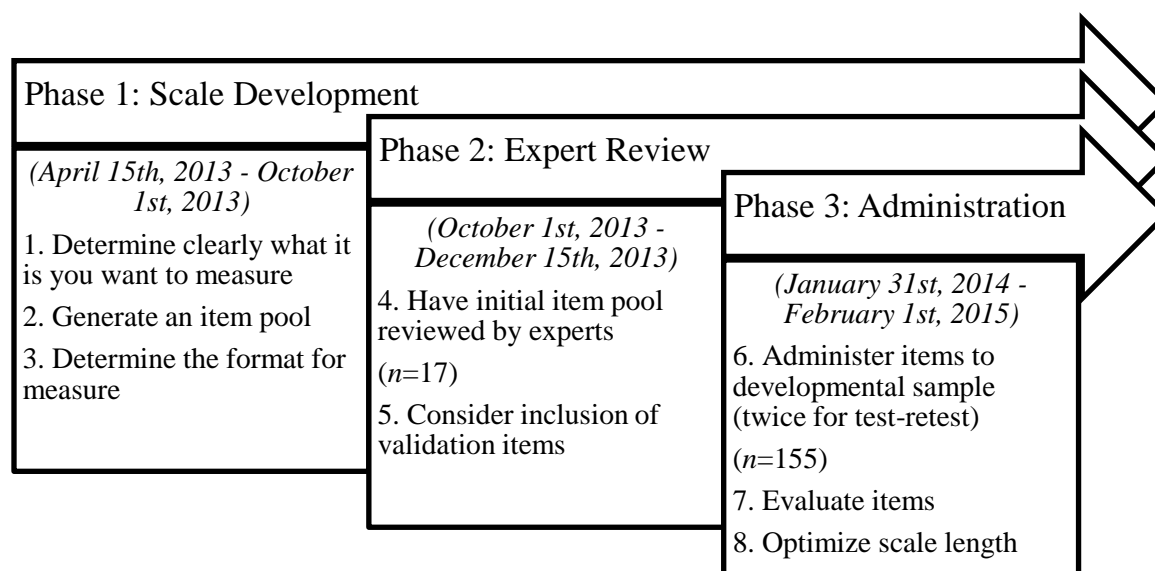 Phase 1: Scale Development
(April 15th, 2013 - October
1st, 2013)
1. Determine clearly what it
is you want to measure
2. Generate an item pool
3. Determine the format for
measure
Phase 2: Expert Review
(October 1st, 2013 -
December 15th, 2013)
4. Have initial item pool
reviewed by experts
(n=17)
5. Consider inclusion of
validation items
Phase 3: Administration
(January 31st, 2014 -
February 1st, 2015)
6. Administer items to
developmental sample
(twice for test-retest)
(n=155)
7. Evaluate items
8. Optimize scale length